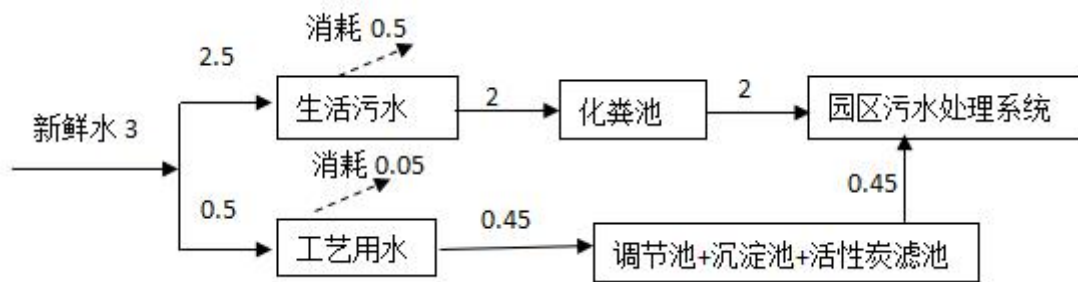 消耗 0.5
2.5
生活污水
2
化粪池
2
园区污水处理系统
新鲜水 3
消耗 0.05
0.45
0.5
工艺用水
0.45
调节池+沉淀池+活性炭滤池